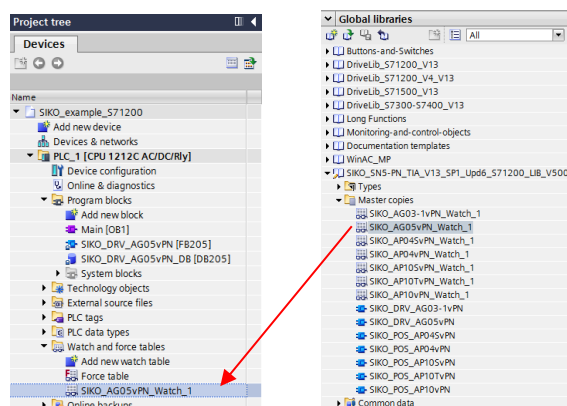 Project tree
Devices
Name
SIKO_example_S71200
Add new device
Devices & networks
PLC_1 [CPU 1212C AC/DC/Rly]
Device configuration
Online & diagnostics
Program blocks
Add new block
Main [OB1]
SIKO_DRV_AG05vPN [FB205]
SIKO_DRV_AG05vPN_DB [DB205]
System blocks
Technology objects
External source files
PLC tags
PLC data types
Watch and force tables
Add new watch table
Force table
SIKO_AG05vPN_Watch_1
Online backups
Global libraries
All
Buttons-and-Switches
DriveLib_S71200_V13
DriveLib_S71200_V4_V13
DriveLib_S71500_V13
DriveLib_S7300-S7400_V13
Long Functions
Monitoring-and-control-objects
Documentation templates
WinAC_MP
SIKO_SN5-PN_TIA_V13_SP1_Upd6_S71200_LIB_V500
Types
Master copies
SIKO_AG03-1vPN_Watch_1
SIKO_AG05vPN_Watch_1
SIKO_AP04SvPN_Watch_1
SIKO_AP04vPN_Watch_1
SIKO_AP10SvPN_Watch_1
SIKO_AP10TvPN_Watch_1
SIKO_AP10vPN_Watch_1
SIKO_DRV_AG03-1vPN
SIKO_DRV_AG05vPN
SIKO_POS_AP04SvPN
SIKO_POS_AP04vPN
SIKO_POS_AP10SvPN
SIKO_POS_AP10TvPN
SIKO_POS_AP10vPN
Common data